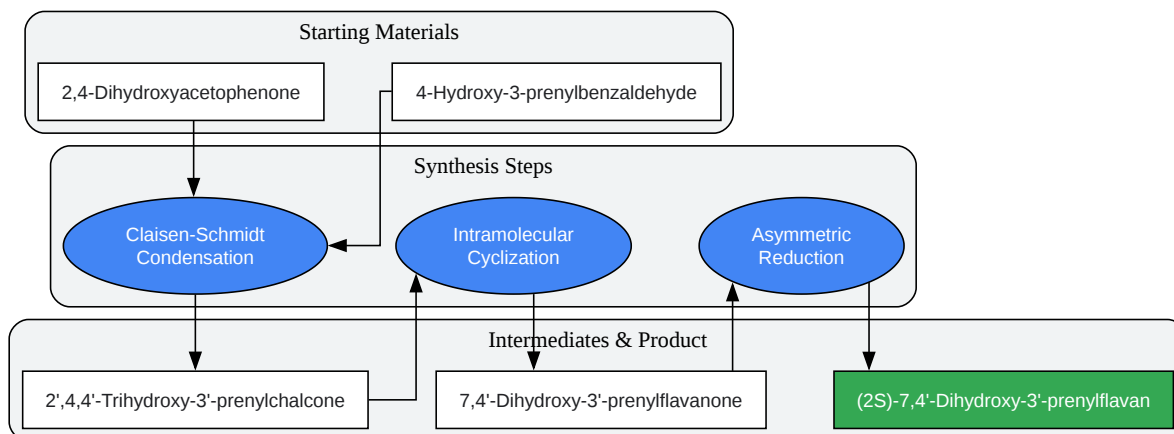 Starting Materials
2,4-Dihydroxyacetophenone
4-Hydroxy-3-prenylbenzaldehyde
Synthesis Steps
Claisen-Schmidt
Condensation
Intramolecular
Cyclization
Asymmetric
Reduction
Intermediates & Product
2',4,4'-Trihydroxy-3'-prenylchalcone
7,4'-Dihydroxy-3'-prenylflavanone
(2S)-7,4'-Dihydroxy-3'-prenylflavan